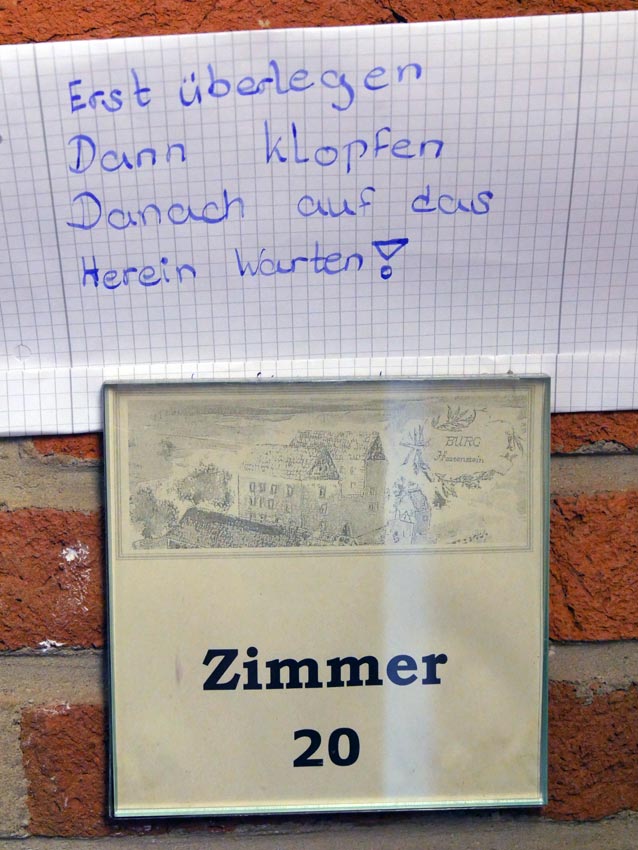 Erst überlegen
Dann klopfen
Danach auf das
Herein Warten!
BURG
Zimmer
20